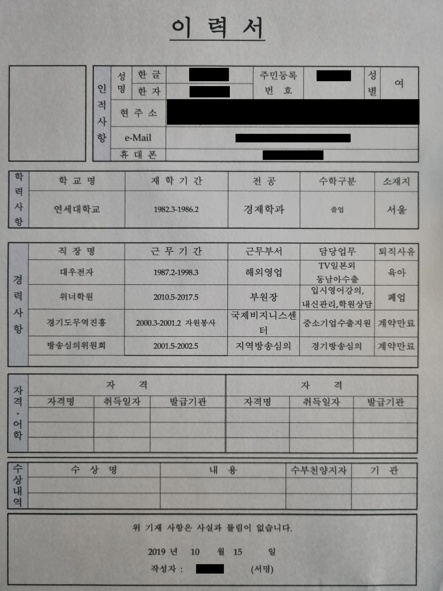 이 력 서
인적사항
성명 한글 주민등록번호 성별 여
한자
현 주 소
e-Mail
휴 대 폰
학력사항
학 교 명 재 학 기 간 전 공 수학구분 소재지
연세대학교 1982.3-1986.2 경제학과 졸업 서울
경력사항
직 장 명 근 무 기 간 근무부서 담당업무 퇴직사유
대우전자 1987.2-1998.3 해외영업 TV일본외 동남아수출 육아
위너학원 2010.5-2017.5 부원장 입시영어강의, 내신관리,학원상담 폐업
경기도무역진흥 2000.3-2001.2 자원봉사 국제비지니스센터 중소기업수출지원 계약만료
방송심의위원회 2001.5-2002.5 지역방송심의 경기방송심의 계약만료
자격·어학
자 격 자 격
자격명 취득일자 발급기관 자격명 취득일자 발급기관
수상내역
수 상 명 내 용 수부천양지자 기 관
위 기재 사항은 사실과 틀림이 없습니다.
2019 년 10 월 15 일
작성자 : (서명)